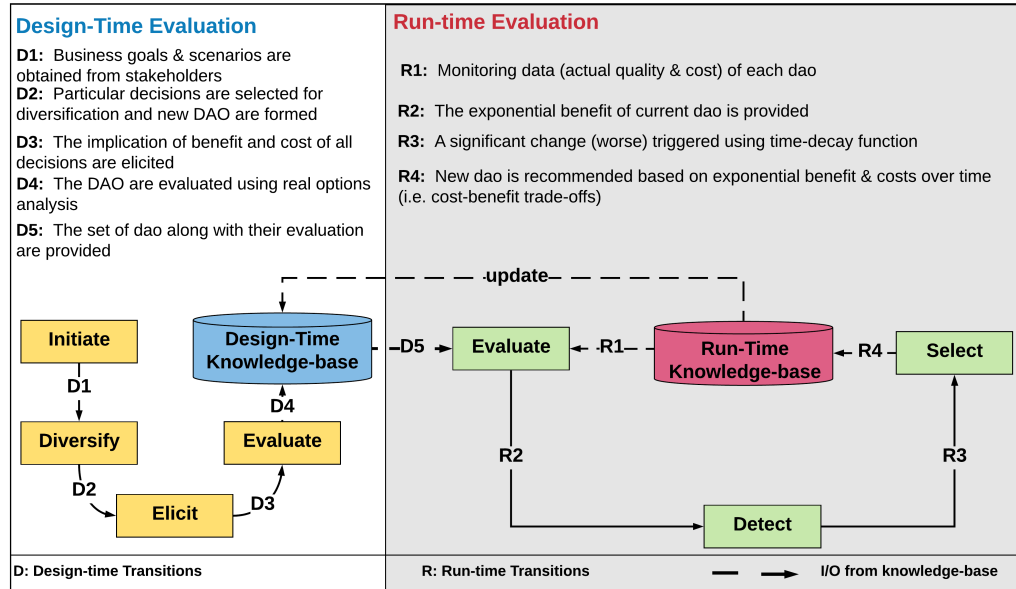 Design-Time Evaluation
D1: Business goals & scenarios are
obtained from stakeholders
D2: Particular decisions are selected for
diversification and new DAO are formed
D3: The implication of benefit and cost of all
decisions are elicited
D4: The DAO are evaluated using real options
analysis
D5: The set of dao along with their evaluation
are provided
Run-time Evaluation
R1: Monitoring data (actual quality & cost) of each dao
R2: The exponential benefit of current dao is provided
R3: A significant change (worse) triggered using time-decay function
R4: New dao is recommended based on exponential benefit & costs over time
(i.e. cost-benefit trade-offs)
update
Initiate
D1
Diversify
D2
Elicit
D3
Evaluate
D4
Design-Time
Knowledge-base
D5
Evaluate
R1
Run-Time
Knowledge-base
R4
Select
R2
Detect
R3
D: Design-time Transitions
R: Run-time Transitions
I/O from knowledge-base